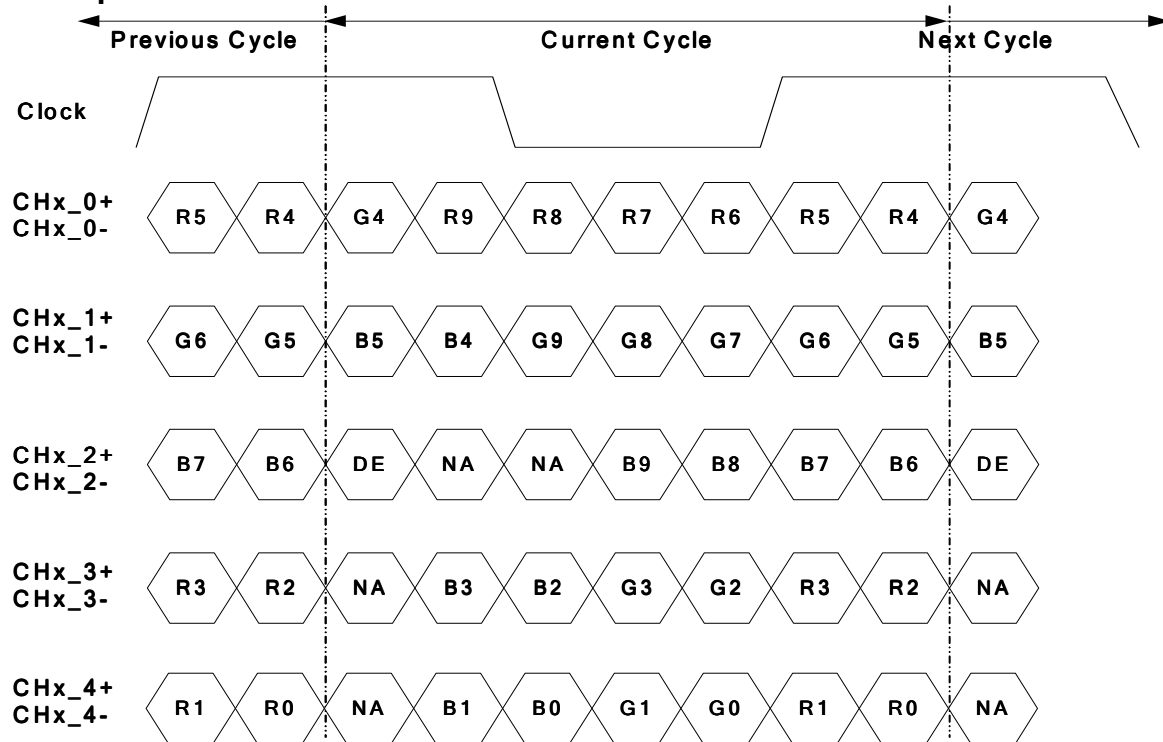 Previous Cycle Current Cycle Next Cycle
Clock
CHx_0+
CHx_0-
R5 R4 G4 R9 R8 R7 R6 R5 R4 G4
CHx_1+
CHx_1-
G6 G5 B5 B4 G9 G8 G7 G6 G5 B5
CHx_2+
CHx_2-
B7 B6 DE NA NA B9 B8 B7 B6 DE
CHx_3+
CHx_3-
R3 R2 NA B3 B2 G3 G2 R3 R2 NA
CHx_4+
CHx_4-
R1 R0 NA B1 B0 G1 G0 R1 R0 NA